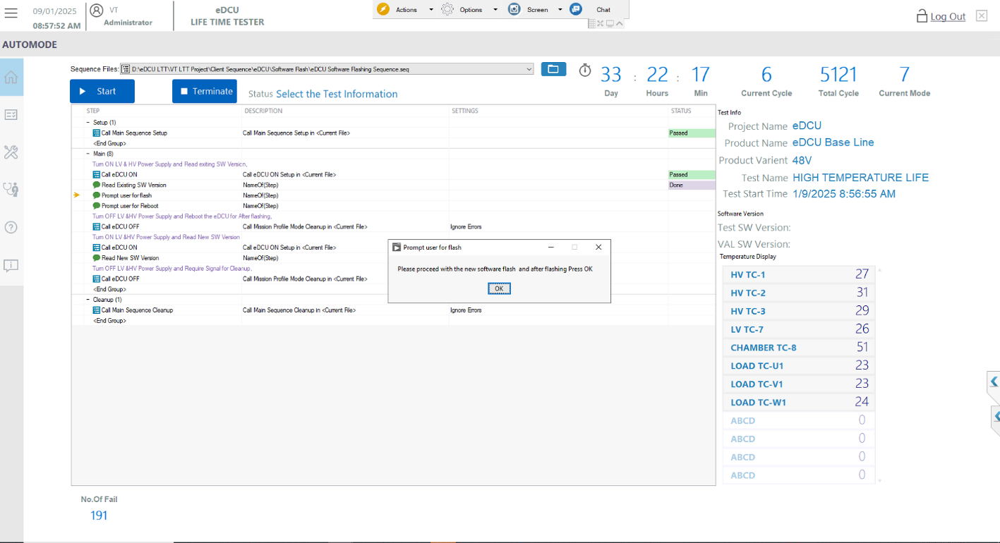 09/01/2025
08:57:52 AM
VT
Administrator
eDCU
LIFE TIME TESTER
Actions
Options
Screen
Chat
Log Out
AUTOMODE
Sequence Files:
D:\eDCU LTT\VT LTT Project\Client Sequence\eDCU\Software Flash\eDCU Software Flashing Sequence.seq
Start
Terminate
Status Select the Test Information
33 : 22 : 17
Day Hours Min
6
Current Cycle
5121
Total Cycle
7
Current Mode
STEP DESCRIPTION SETTINGS STATUS
− Setup (1)
Call Main Sequence Setup Call Main Sequence Setup in <Current File> Passed
<End Group>
− Main (8)
Turn ON LV & HV Power Supply and Read exiting SW Version,
Call eDCU ON Call eDCU ON Setup in <Current File> Passed
Read Existing SW Version NameOf(Step) Done
Prompt user for flash NameOf(Step)
Prompt user for Reboot NameOf(Step)
Turn OFF LV &HV Power Supply and Reboot the eDCU for After flashing,
Call eDCU OFF Call Mission Profile Mode Cleanup in <Current File> Ignore Errors
Turn ON LV &HV Power Supply and Read New SW Version
Call eDCU ON Call eDCU ON Setup in <Current File>
Read New SW Version NameOf(Step)
Turn OFF LV &HV Power Supply and Require Signal for Cleanup,
Call eDCU OFF Call Mission Profile Mode Cleanup in <Current File>
<End Group>
− Cleanup (1)
Call Main Sequence Cleanup Call Main Sequence Cleanup in <Current File> Ignore Errors
<End Group>
Prompt user for flash
Please proceed with the new software flash and after flashing Press OK
OK
Test Info
Project Name eDCU
Product Name eDCU Base Line
Product Varient 48V
Test Name HIGH TEMPERATURE LIFE
Test Start Time 1/9/2025 8:56:55 AM
Software Version
Test SW Version:
VAL SW Version:
Temperature Display
HV TC-1 27
HV TC-2 31
HV TC-3 29
LV TC-7 26
CHAMBER TC-8 51
LOAD TC-U1 23
LOAD TC-V1 23
LOAD TC-W1 24
ABCD 0
ABCD 0
ABCD 0
ABCD 0
No.Of Fail
191